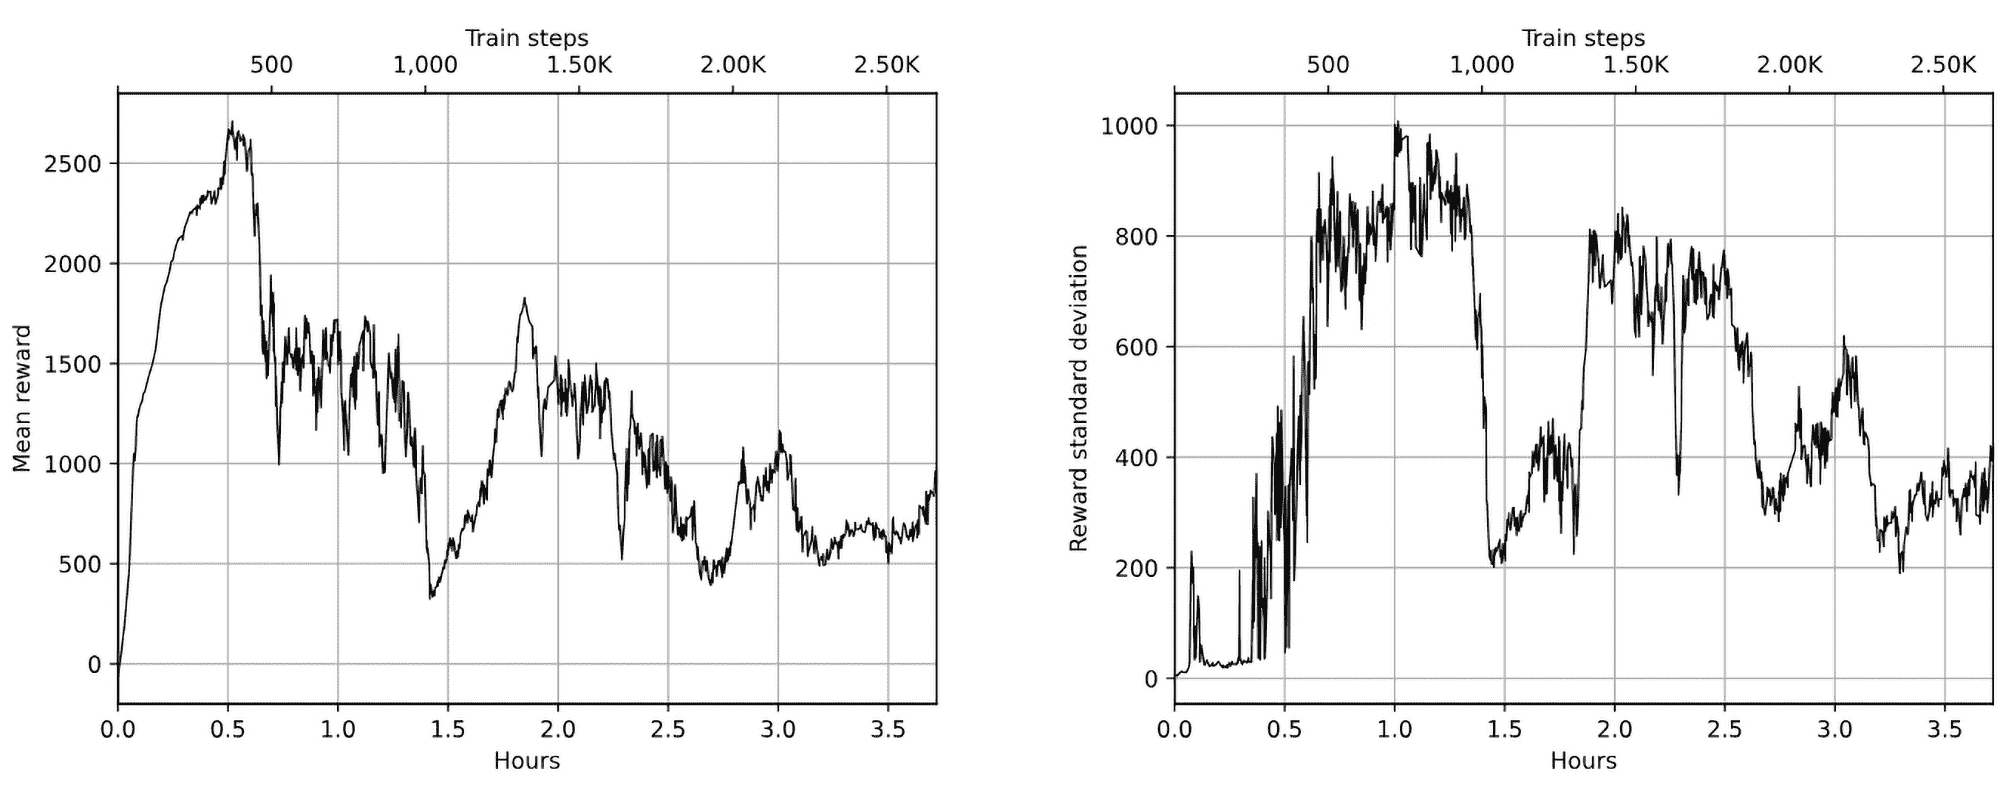 Train steps
500 1,000 1.50K 2.00K 2.50K
Mean reward
2500
2000
1500
1000
500
0
0.0 0.5 1.0 1.5 2.0 2.5 3.0 3.5
Hours
Train steps
500 1,000 1.50K 2.00K 2.50K
Reward standard deviation
1000
800
600
400
200
0
0.0 0.5 1.0 1.5 2.0 2.5 3.0 3.5
Hours